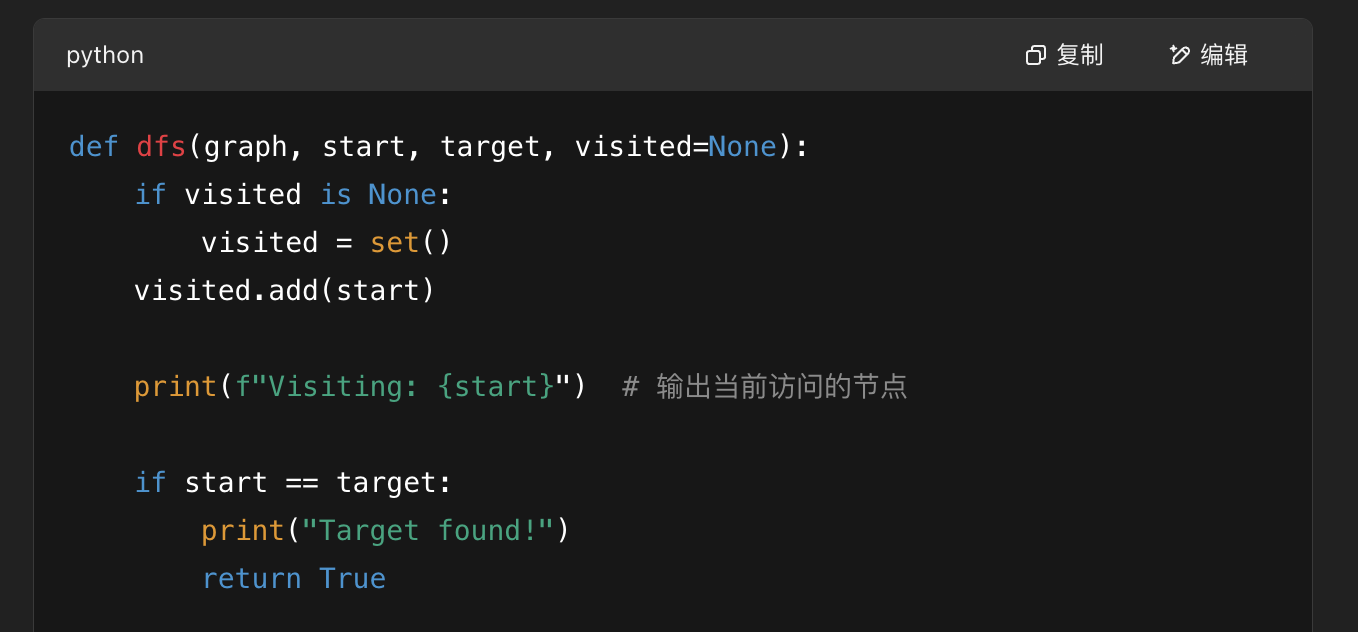 python 复制 编辑
def dfs(graph, start, target, visited=None):
    if visited is None:
        visited = set()
    visited.add(start)
    print(f"Visiting: {start}")  # 输出当前访问的节点
    if start == target:
        print("Target found!")
        return True